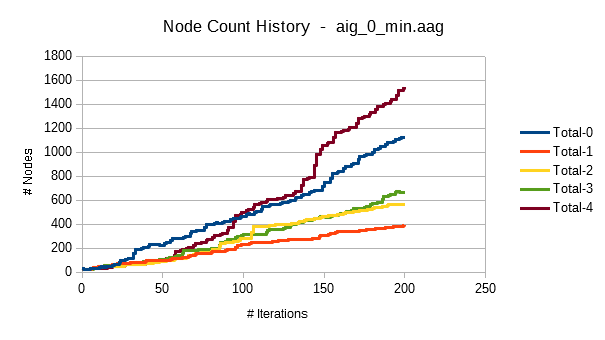 Node Count History - aig_0_min.aag
1800
1600
1400
1200
1000
800
600
400
200
0
# Nodes
0 50 100 150 200 250
# Iterations
Total-0
Total-1
Total-2
Total-3
Total-4